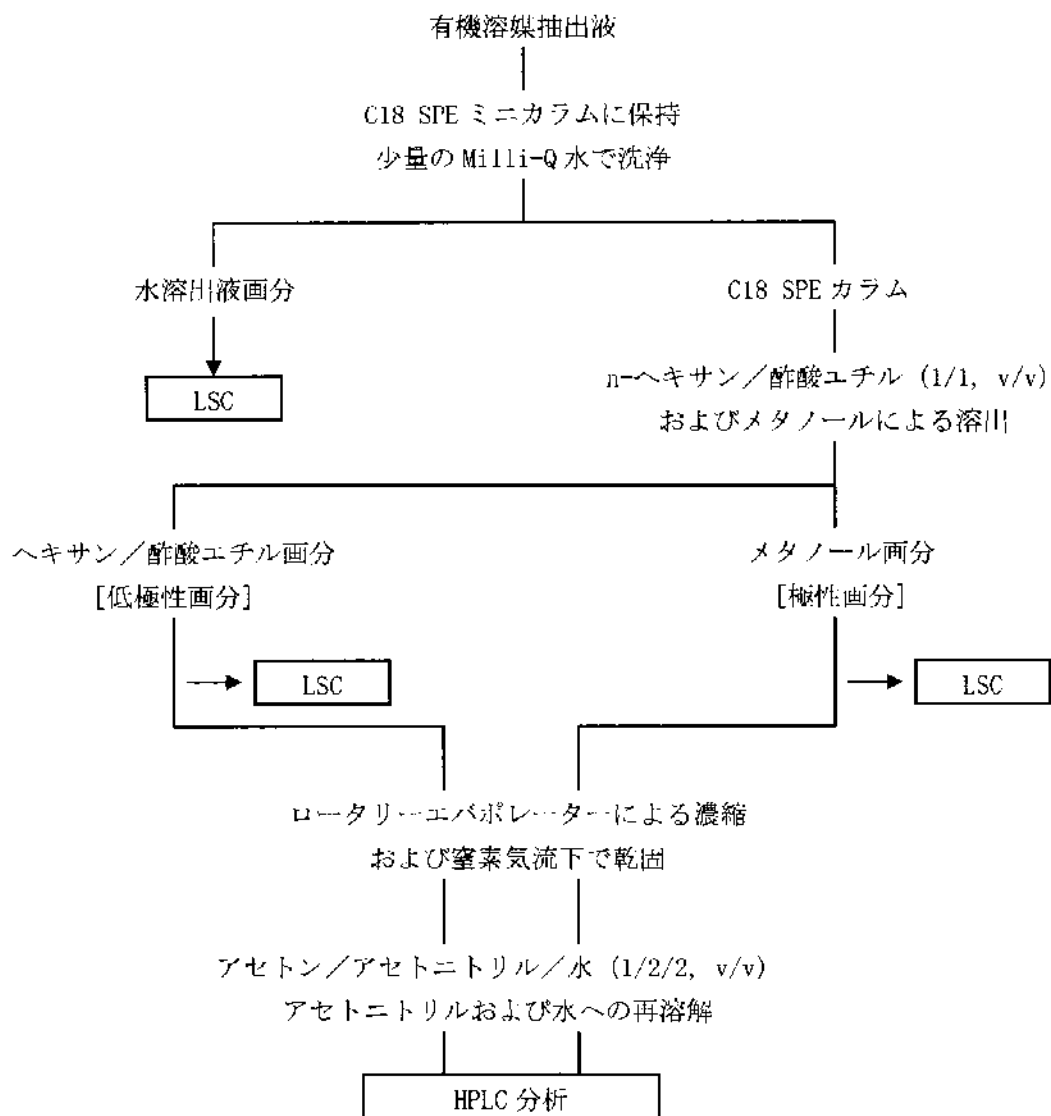 有機溶媒抽出液
C18 SPE ミニカラムに保持
少量の Milli-Q 水で洗浄
水溶出液画分
C18 SPE カラム
LSC
n-ヘキサン／酢酸エチル (1/1, v/v)
およびメタノールによる溶出
ヘキサン／酢酸エチル画分
[低極性画分]
メタノール画分
[極性画分]
LSC
LSC
ロータリーエバポレーターによる濃縮
および窒素気流下で乾固
アセトン／アセトニトリル／水 (1/2/2, v/v)
アセトニトリルおよび水への再溶解
HPLC 分析